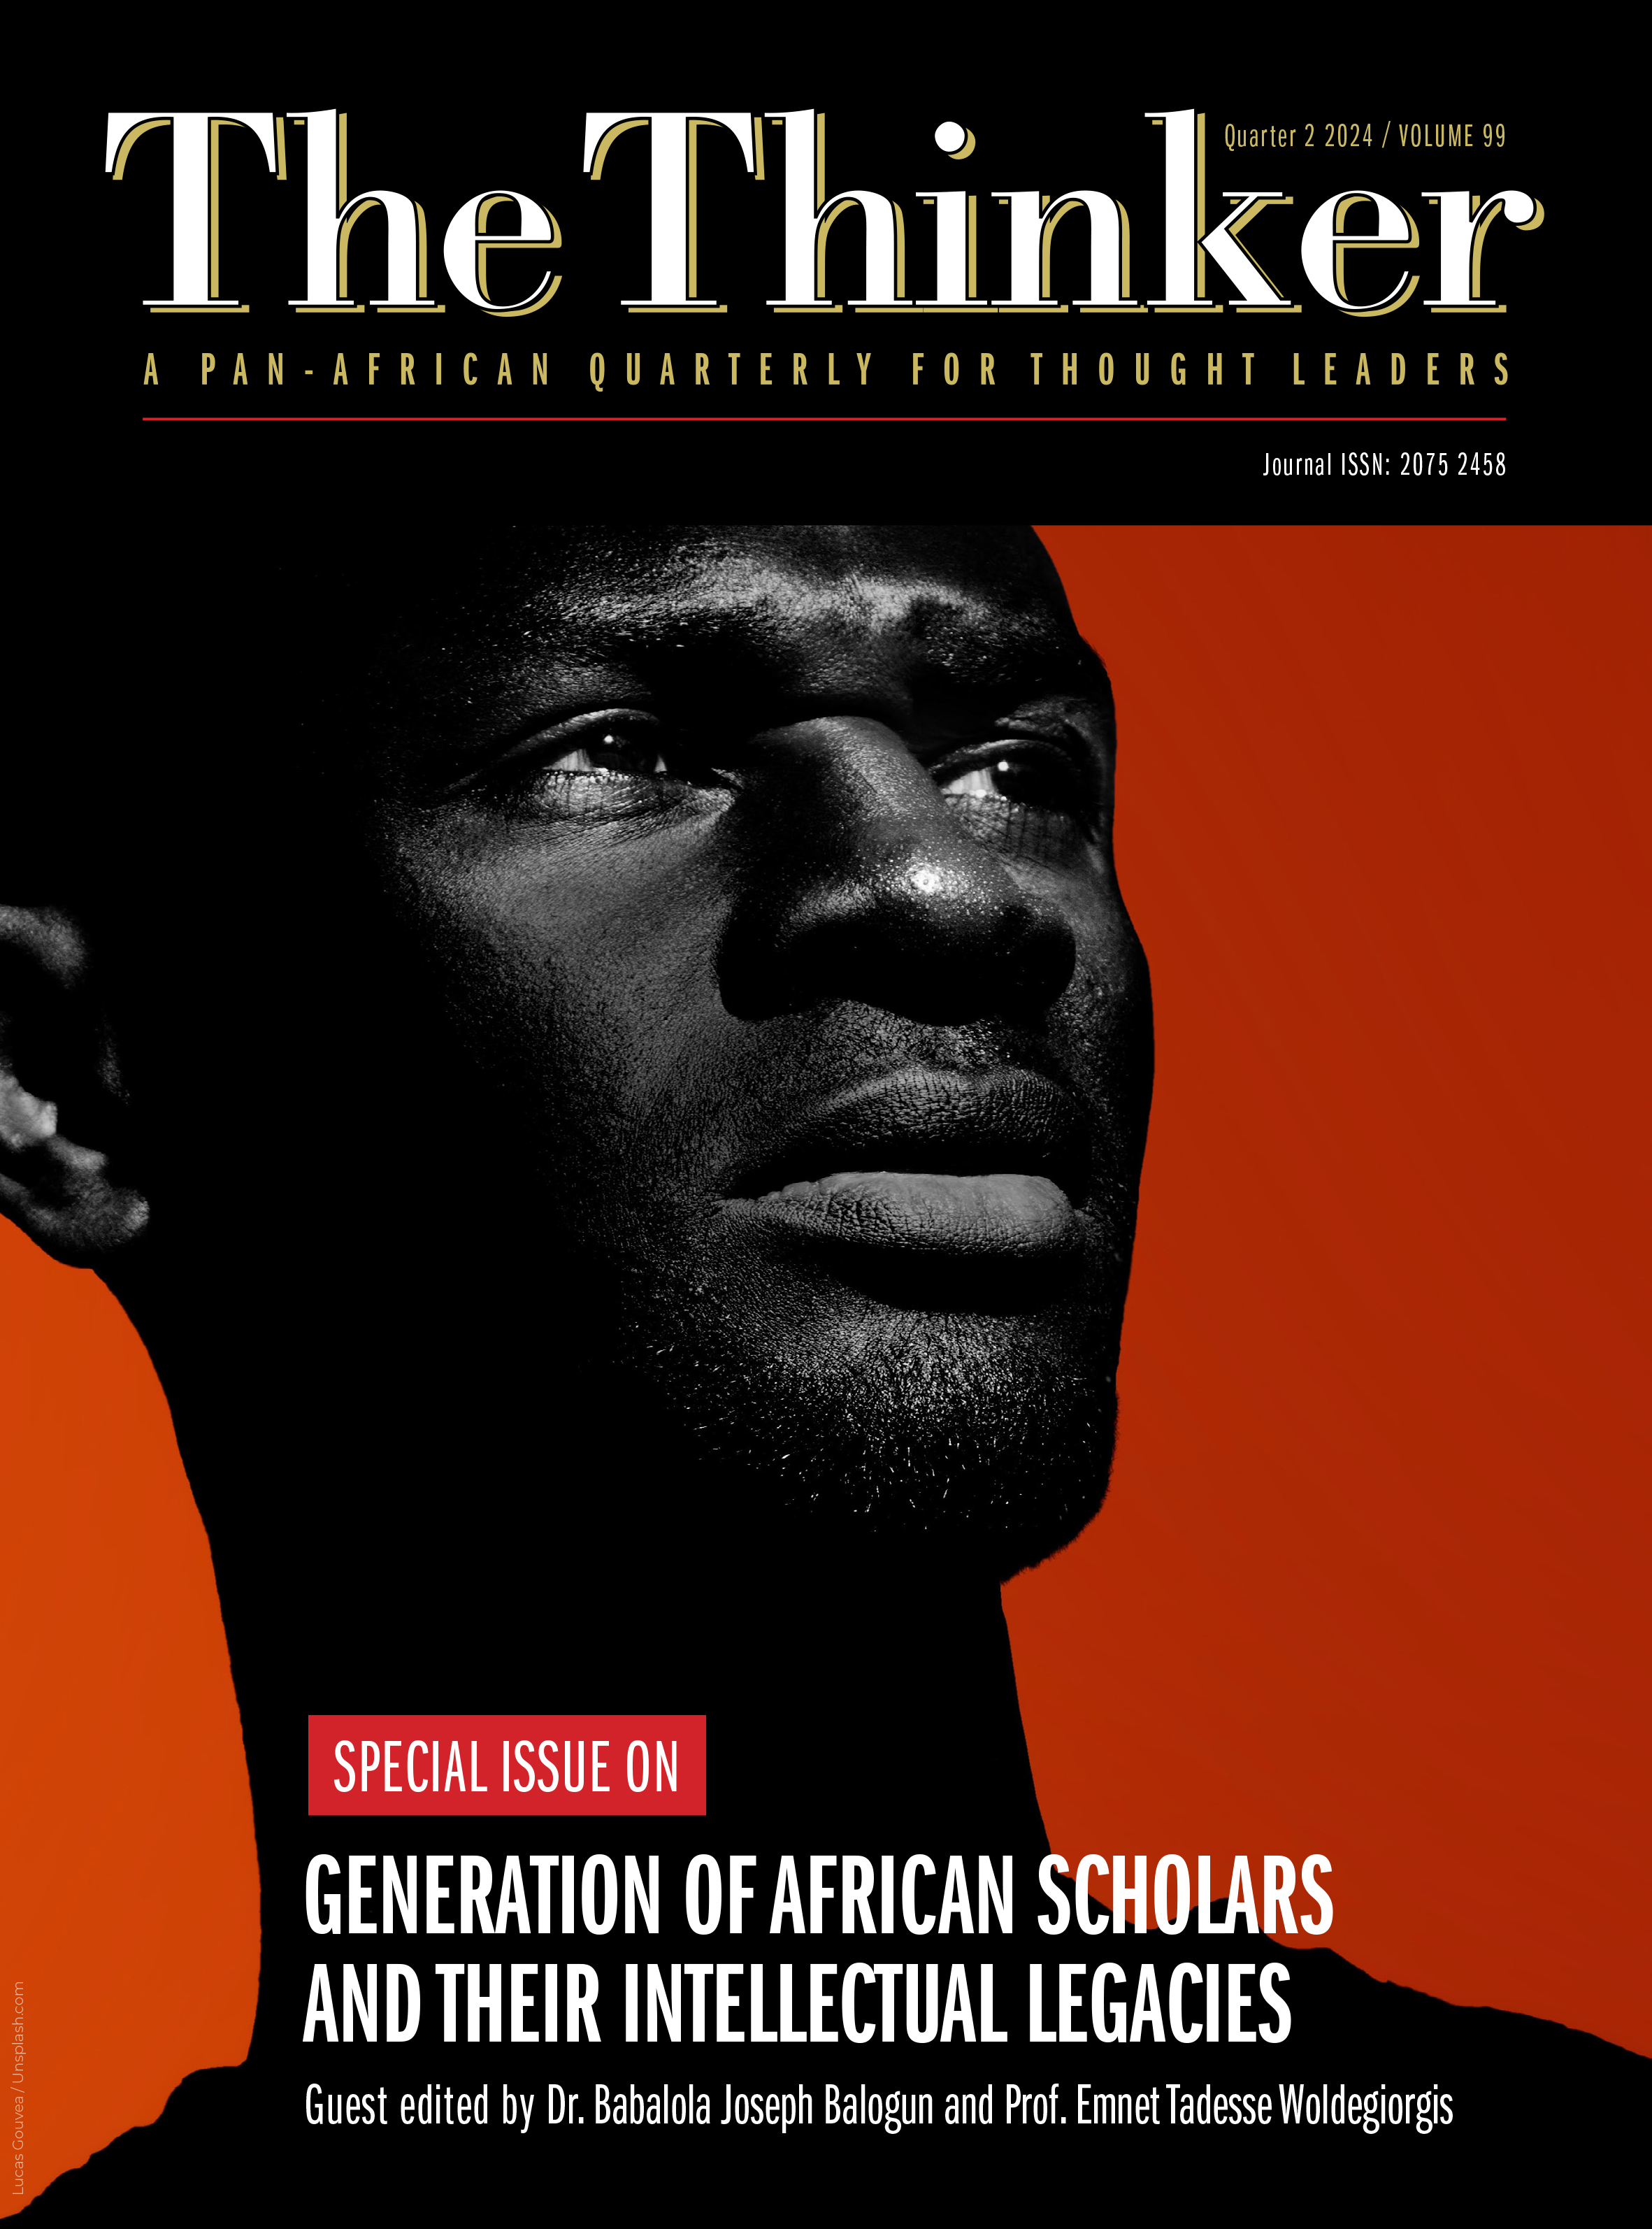 The Thinker
Quarter 2 2024 / VOLUME 99
A PAN-AFRICAN QUARTERLY FOR THOUGHT LEADERS
Journal ISSN: 2075 2458
SPECIAL ISSUE ON
GENERATION OF AFRICAN SCHOLARS
AND THEIR INTELLECTUAL LEGACIES
Guest edited by Dr. Babalola Joseph Balogun and Prof. Emnet Tadesse Woldegiorgis
Lucas Gouvea / Unsplash.com